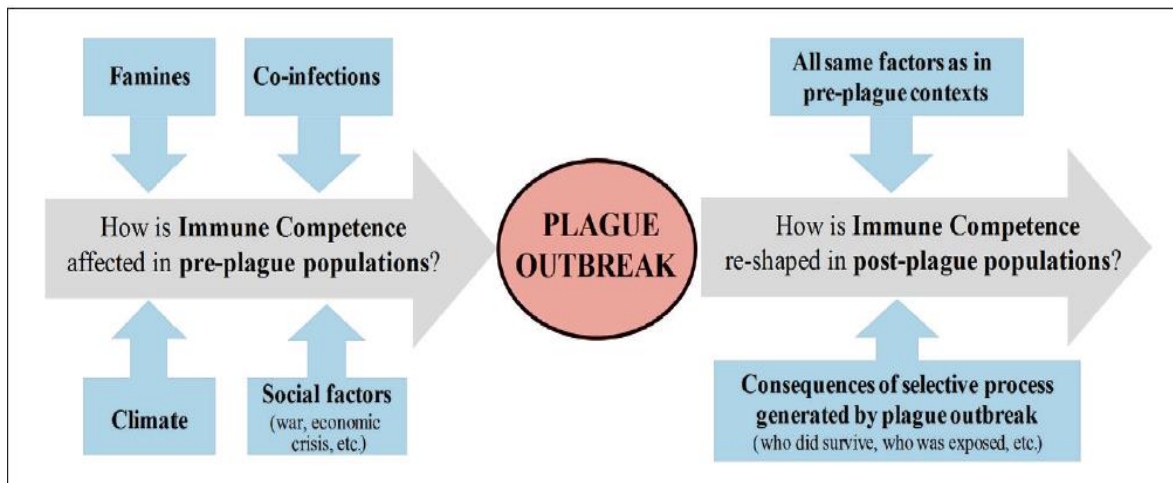 Famines
Co-infections
How is Immune Competence
affected in pre-plague populations?
Climate
Social factors
(war, economic
crisis, etc.)
PLAGUE
OUTBREAK
All same factors as in
pre-plague contexts
How is Immune Competence
re-shaped in post-plague populations?
Consequences of selective process
generated by plague outbreak
(who did survive, who was exposed, etc.)